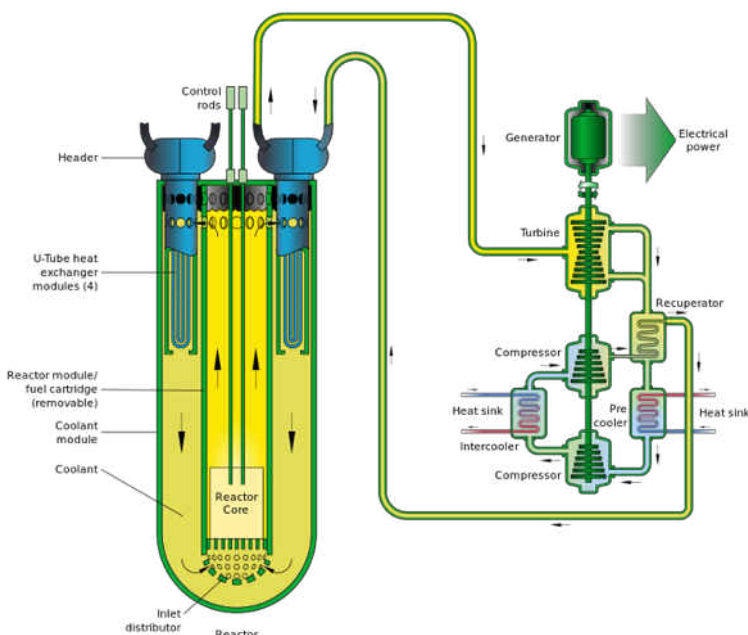 Control
rods
Header
U-Tube heat
exchanger
modules (4)
Reactor module/
fuel cartridge
(removable)
Coolant
module
Coolant
Reactor
Core
Inlet
distributor
Reactor
Generator
Electrical
power
Turbine
Recuperator
Compressor
Heat sink
Pre
cooler
Heat sink
Intercooler
Compressor